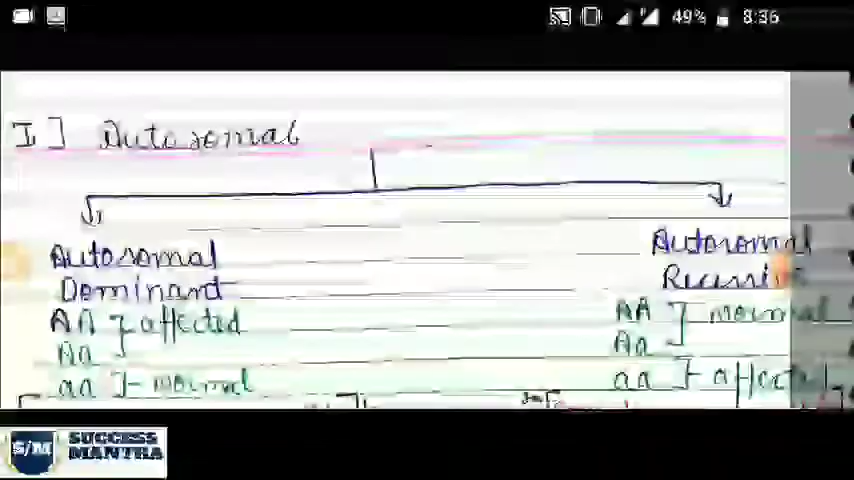 49% 8:36
I] Autosomal
Autosomal
Dominant
AA } affected
Aa
aa }- normal
Autosomal
Recessive
AA } normal
Aa
aa } affected
S/M SUCCESS
MANTRA